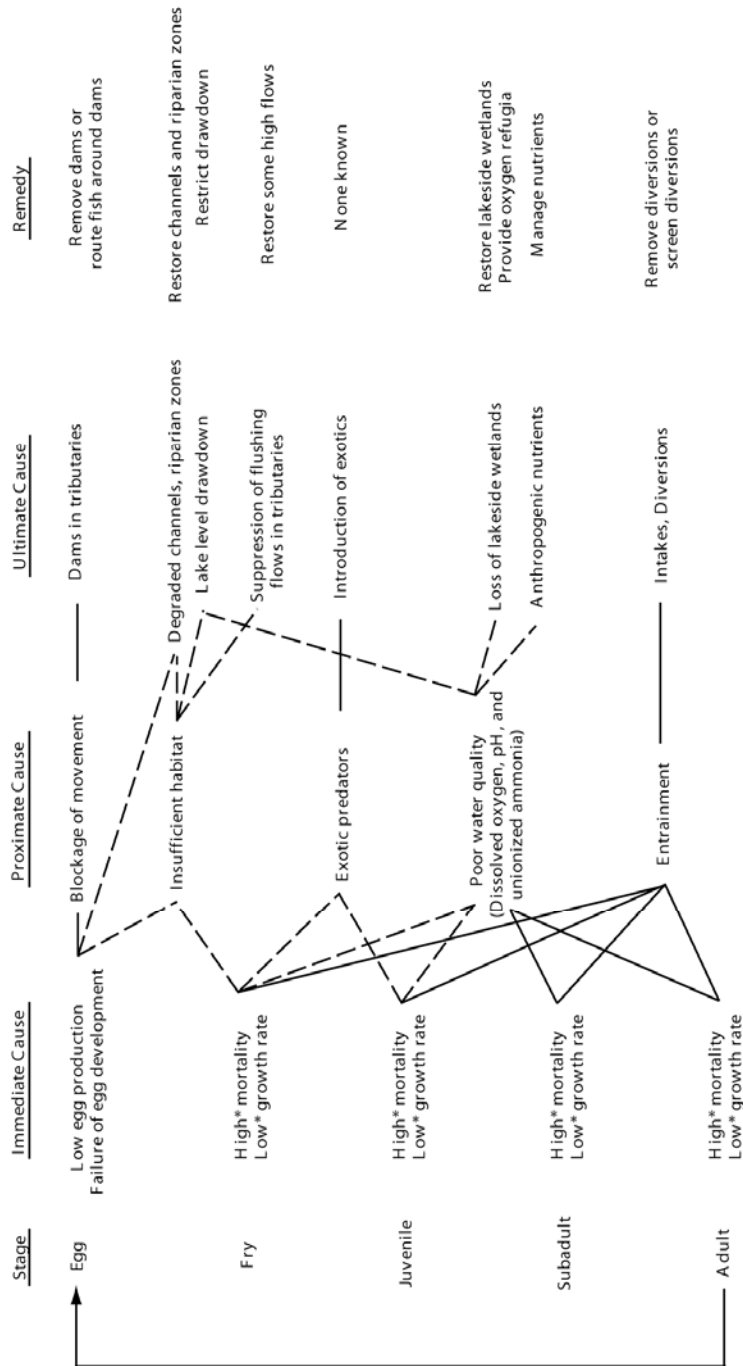 Stage
Immediate Cause
Proximate Cause
Ultimate Cause
Remedy
Egg
Low egg production
Failure of egg development
Blockage of movement
Dams in tributaries
Remove dams or
route fish around dams
Insufficient habitat
Degraded channels, riparian zones
Restore channels and riparian zones
Lake level drawdown
Restrict drawdown
Fry
High* mortality
Low* growth rate
Suppression of flushing
flows in tributaries
Restore some high flows
Exotic predators
Introduction of exotics
None known
Juvenile
High* mortality
Low* growth rate
Poor water quality
(Dissolved oxygen, pH, and
unionized ammonia)
Loss of lakeside wetlands
Anthropogenic nutrients
Restore lakeside wetlands
Provide oxygen refugia
Manage nutrients
Subadult
High* mortality
Low* growth rate
Entrainment
Intakes, Diversions
Remove diversions or
screen diversions
Adult
High* mortality
Low* growth rate